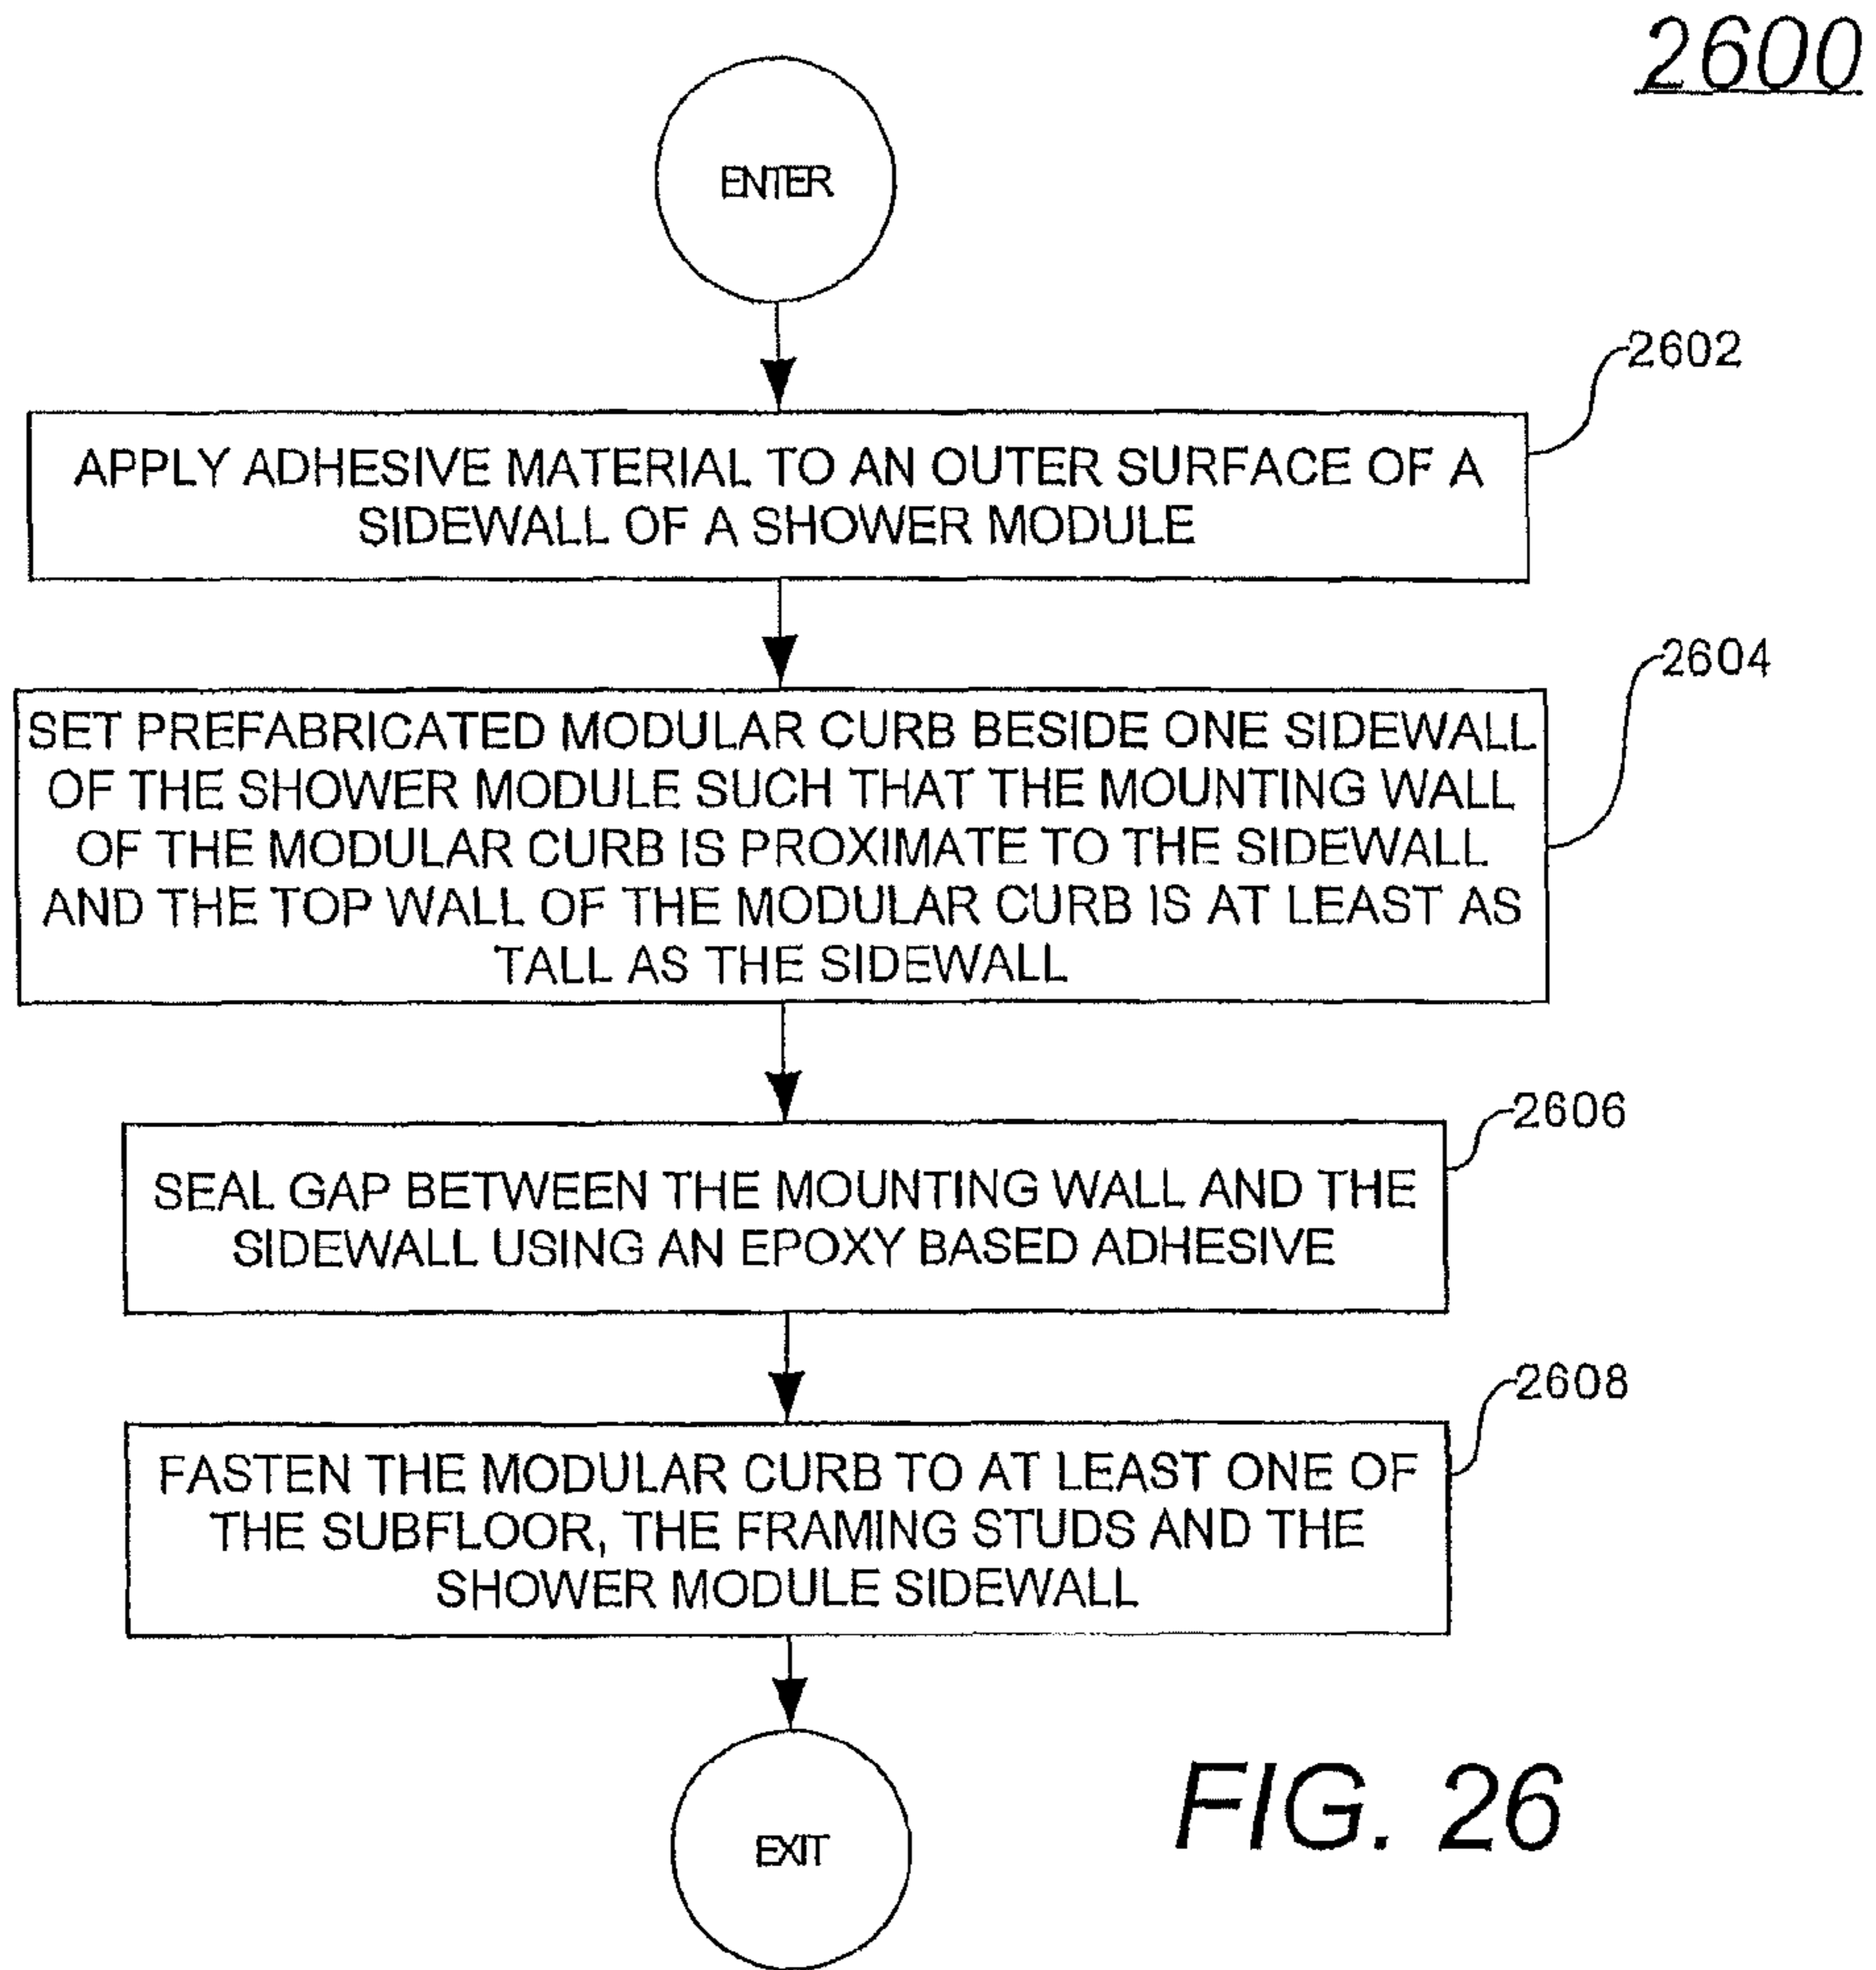 2600
ENTER
2602
APPLY ADHESIVE MATERIAL TO AN OUTER SURFACE OF A
SIDEWALL OF A SHOWER MODULE
2604
SET PREFABRICATED MODULAR CURB BESIDE ONE SIDEWALL
OF THE SHOWER MODULE SUCH THAT THE MOUNTING WALL
OF THE MODULAR CURB IS PROXIMATE TO THE SIDEWALL
AND THE TOP WALL OF THE MODULAR CURB IS AT LEAST AS
TALL AS THE SIDEWALL
2606
SEAL GAP BETWEEN THE MOUNTING WALL AND THE
SIDEWALL USING AN EPOXY BASED ADHESIVE
2608
FASTEN THE MODULAR CURB TO AT LEAST ONE OF
THE SUBFLOOR, THE FRAMING STUDS AND THE
SHOWER MODULE SIDEWALL
EXIT
FIG. 26